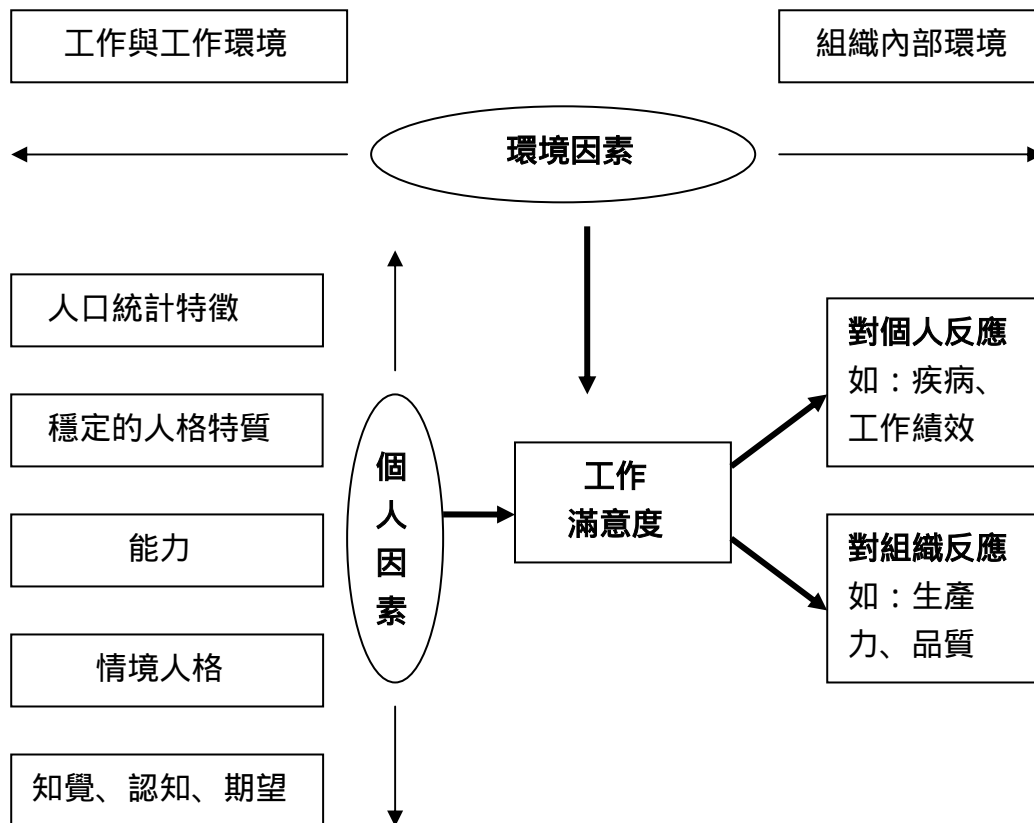 工作與工作環境
組織內部環境
環境因素
人口統計特徵
穩定的人格特質
能力
情境人格
知覺、認知、期望
個
人
因
素
工作
滿意度
對個人反應
如：疾病、
工作績效
對組織反應
如：生產
力、品質